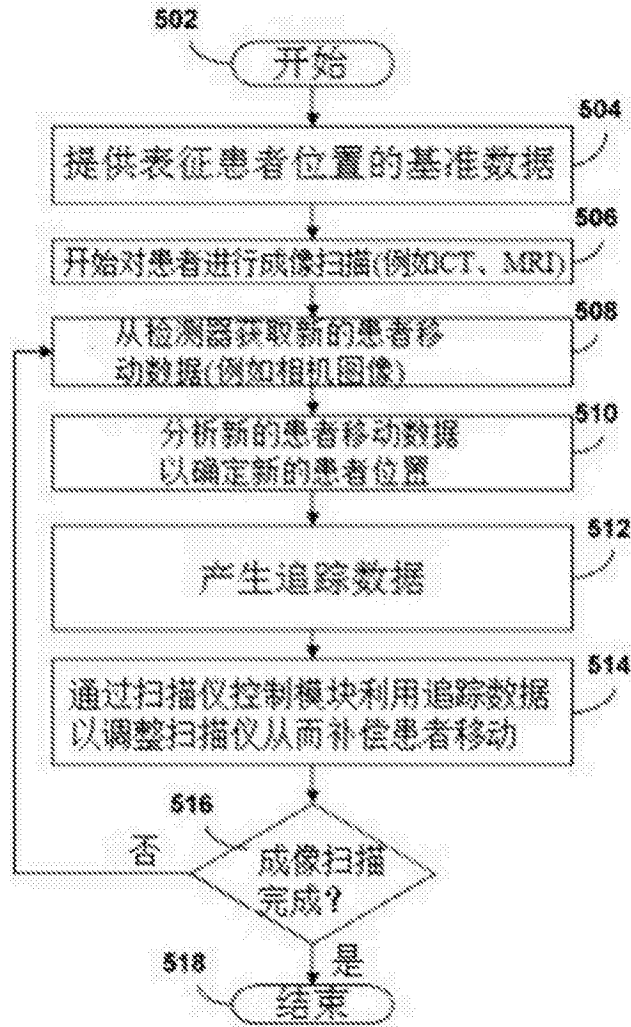 502
开始
504
提供表征患者位置的基准数据
506
开始对患者进行成像扫描(例如CT、MRI)
508
从检测器获取新的患者移
动数据(例如相机图像)
510
分析新的患者移动数据
以确定新的患者位置
512
产生追踪数据
514
通过扫描仪控制模块利用追踪数据
以调整扫描仪从而补偿患者移动
516
否
成像扫描
完成?
是
518
结束